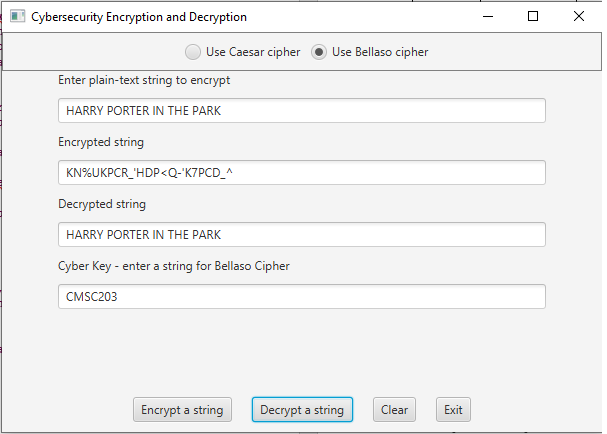 Cybersecurity Encryption and Decryption
Use Caesar cipher Use Bellaso cipher
Enter plain-text string to encrypt
HARRY PORTER IN THE PARK
Encrypted string
KN%UKPCR_'HDP<Q-'K7PCD_^
Decrypted string
HARRY PORTER IN THE PARK
Cyber Key - enter a string for Bellaso Cipher
CMSC203
Encrypt a string Decrypt a string Clear Exit